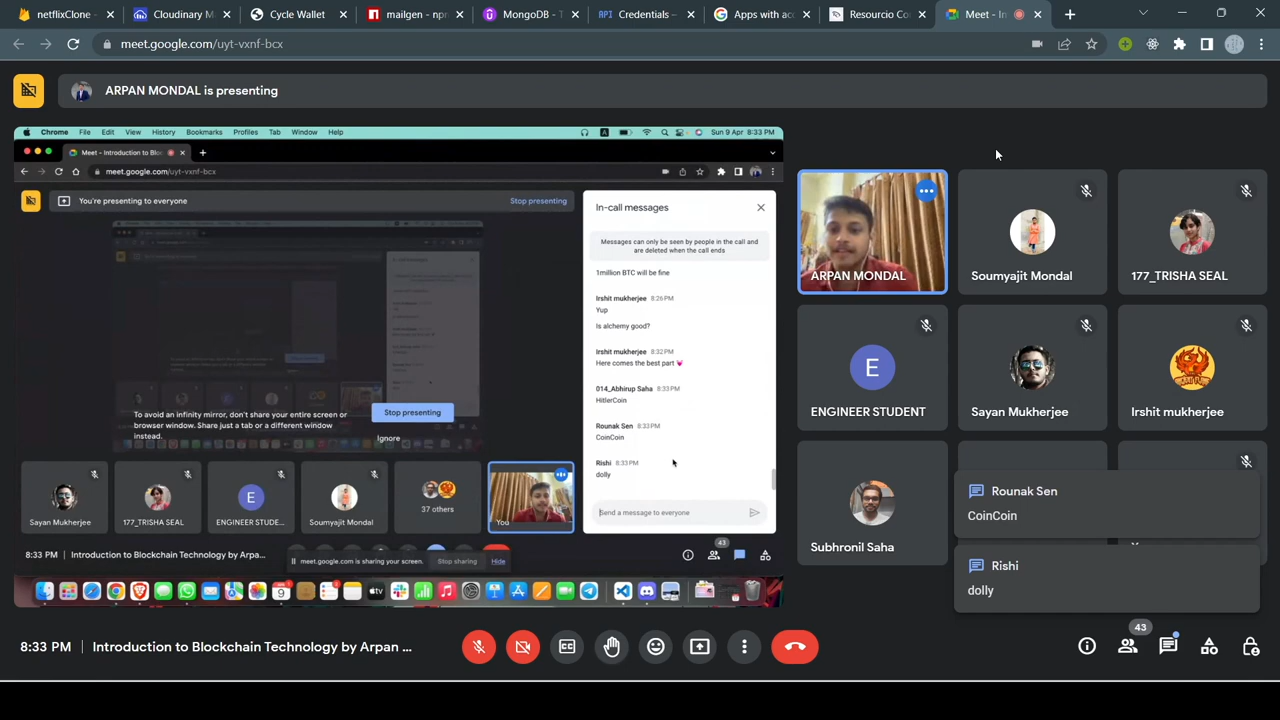 netflixClone
Cloudinary M
Cycle Wallet
mailgen - npm
MongoDB - T
API Credentials –
Apps with acc
Resourcio Co
Meet - In
meet.google.com/uyt-vxnf-bcx
ARPAN MONDAL is presenting
Chrome File Edit View History Bookmarks Profiles Tab Window Help
A
Sun 9 Apr 8:33 PM
Meet - Introduction to Bloc
meet.google.com/uyt-vxnf-bcx
You're presenting to everyone
Stop presenting
To avoid an infinity mirror, don't share your entire screen or
browser window. Share just a tab or a different window
instead.
Stop presenting
Ignore
In-call messages
Messages can only be seen by people in the call and
are deleted when the call ends
1million BTC will be fine
Irshit mukherjee 8:26 PM
Yup
Is alchemy good?
Irshit mukherjee 8:32 PM
Here comes the best part
014_Abhirup Saha 8:33 PM
HitlerCoin
Rounak Sen 8:33 PM
CoinCoin
Rishi 8:33 PM
dolly
Send a message to everyone
Sayan Mukherjee
177_TRISHA SEAL
E
ENGINEER STUDE...
Soumyajit Mondal
37 others
You
8:33 PM Introduction to Blockchain Technology by Arpa...
meet.google.com is sharing your screen.
Stop sharing
Hide
43
ARPAN MONDAL
Soumyajit Mondal
177_TRISHA SEAL
E
ENGINEER STUDENT
Sayan Mukherjee
Irshit mukherjee
Subhronil Saha
Rounak Sen
CoinCoin
Rishi
dolly
8:33 PM | Introduction to Blockchain Technology by Arpan ...
43